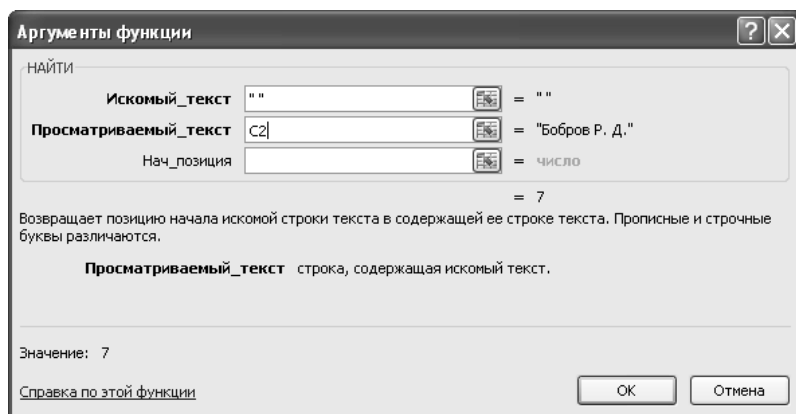 Аргументы функции
НАЙТИ
Искомый_текст " " = " "
Просматриваемый_текст C2 = "Бобров Р. Д."
Нач_позиция = число
= 7
Возвращает позицию начала искомой строки текста в содержащей ее строке текста. Прописные и строчные
буквы различаются.
Просматриваемый_текст строка, содержащая искомый текст.
Значение: 7
Справка по этой функции
ОК Отмена